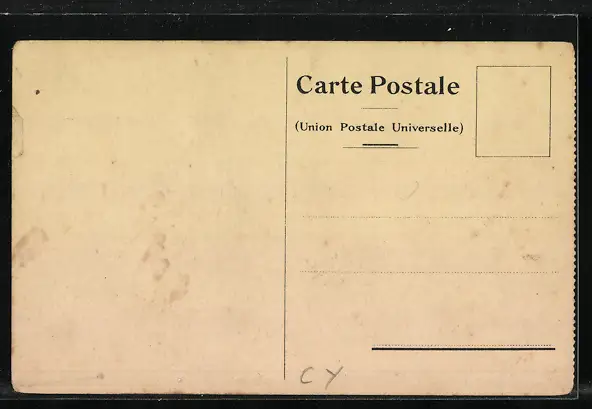 Carte Postale
(Union Postale Universelle)
CY